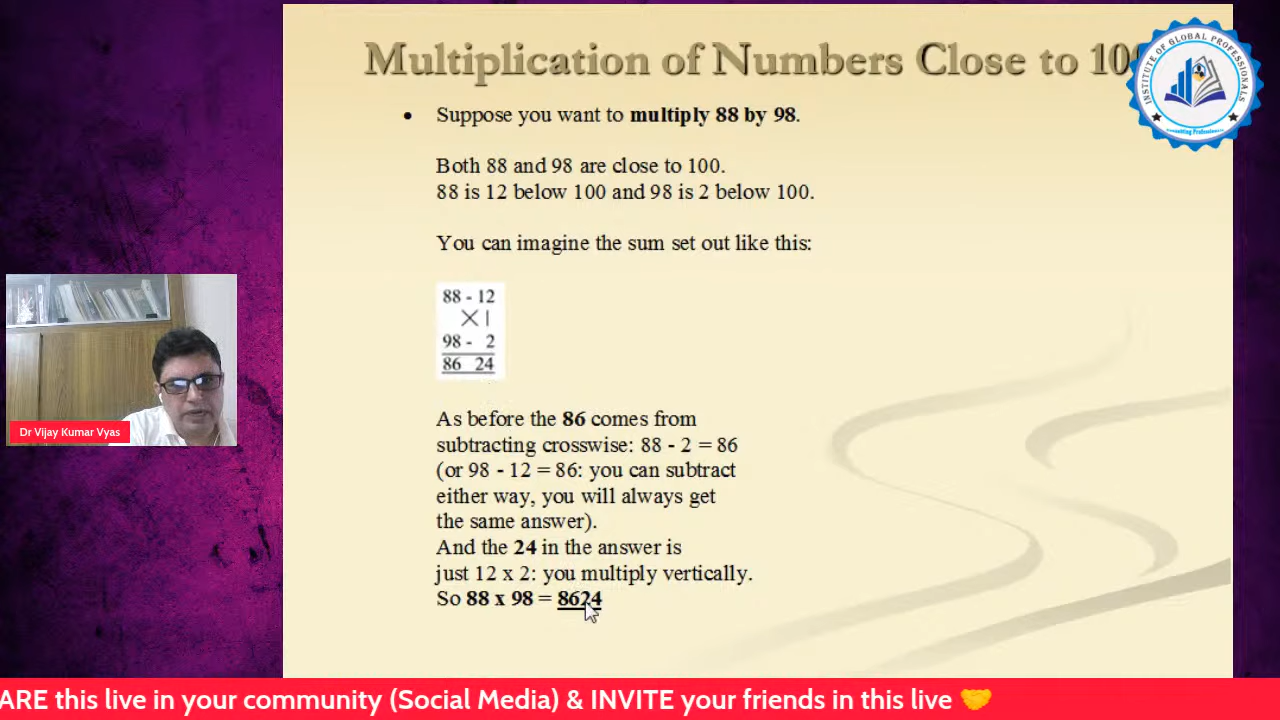 Multiplication of Numbers Close to 10
INSTITUTE OF GLOBAL PROFESSIONALS
Consulting Professionals
• Suppose you want to multiply 88 by 98.
Both 88 and 98 are close to 100.
88 is 12 below 100 and 98 is 2 below 100.
You can imagine the sum set out like this:
88 - 12
98 - 2
86 24
As before the 86 comes from
subtracting crosswise: 88 - 2 = 86
(or 98 - 12 = 86: you can subtract
either way, you will always get
the same answer).
And the 24 in the answer is
just 12 x 2: you multiply vertically.
So 88 x 98 = 8624
Dr Vijay Kumar Vyas
ARE this live in your community (Social Media) & INVITE your friends in this live 🤝